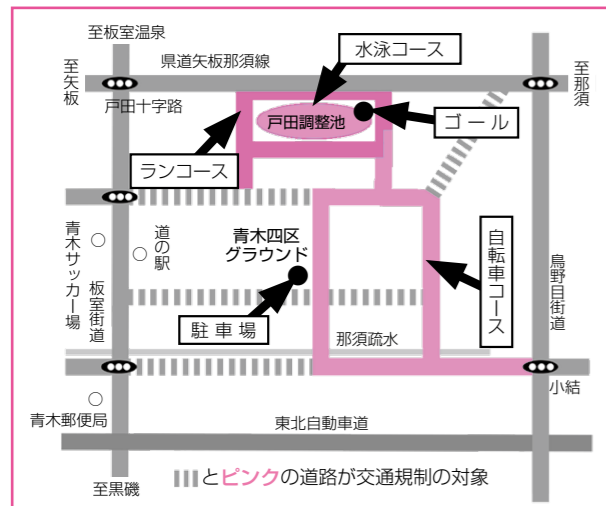 至板室温泉
至矢板
県道矢板那須線
水泳コース
至那須
戸田十字路
戸田調整池
ゴール
ランコース
青木サッカー場
板室街道
道の駅
青木四区
グラウンド
自転車コース
鳥野目街道
駐車場
那須疏水
小結
青木郵便局
東北自動車道
とピンクの道路が交通規制の対象
至黒磯